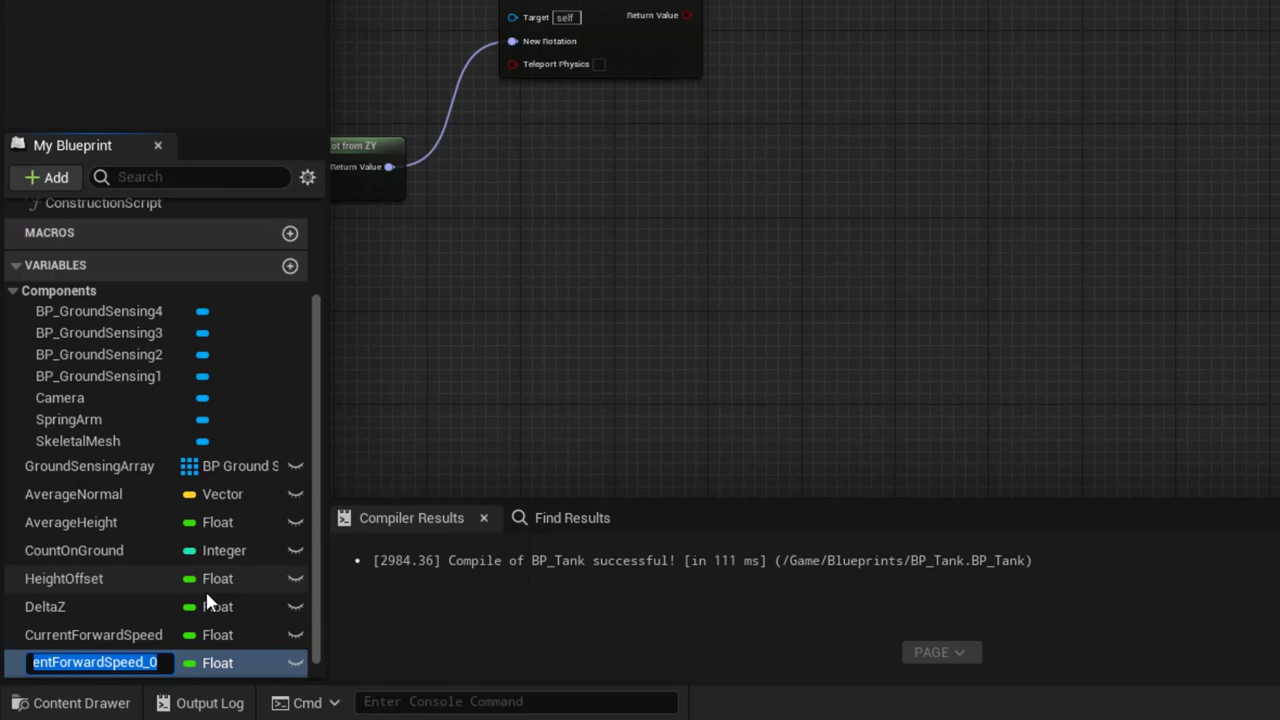 Target self Return Value
New Rotation
Teleport Physics
ot from ZY
Return Value
My Blueprint
Add Search
ConstructionScript
MACROS
VARIABLES
Components
BP_GroundSensing4
BP_GroundSensing3
BP_GroundSensing2
BP_GroundSensing1
Camera
SpringArm
SkeletalMesh
GroundSensingArray BP Ground S
AverageNormal Vector
AverageHeight Float
CountOnGround Integer
HeightOffset Float
DeltaZ Float
CurrentForwardSpeed Float
entForwardSpeed_0 Float
Compiler Results Find Results
[2984.36] Compile of BP_Tank successful! [in 111 ms] (/Game/Blueprints/BP_Tank.BP_Tank)
PAGE
Content Drawer Output Log Cmd Enter Console Command